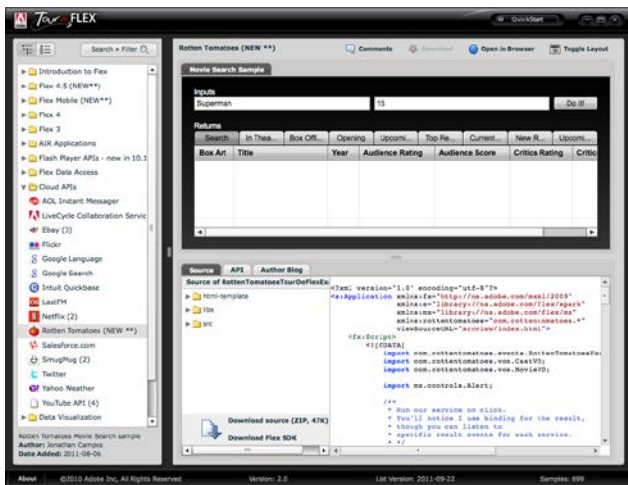 Tour de FLEX
QuickStart
Search + Filter
Introduction to Flex
Flex 4.5 (NEW**)
Flex Mobile (NEW**)
Flex 4
Flex 3
AIR Applications
Flash Player APIs - new in 10.1
Flex Data Access
Cloud APIs
AOL Instant Messager
LiveCycle Collaboration Servic
eBay (3)
Flickr
Google Language
Google Search
Intuit Quickbase
LastFM
Netflix (2)
Rotten Tomatoes (NEW **)
Salesforce.com
SmugMug (2)
Twitter
Yahoo Weather
YouTube API (4)
Data Visualization
Rotten Tomatoes Movie Search sample
Author: Jonathan Campos
Date Added: 2011-08-06
Rotten Tomatoes (NEW **)
Comments
Download
Open in Browser
Toggle Layout
Movie Search Sample
Inputs
Superman 15 Do It!
Returns
Search In Thea... Box Offi... Opening Upcomi... Top Re... Current... New R... Upcomi...
Box Art Title Year Audience Rating Audience Score Critics Rating Critic
Source API Author Blog
Source of RottenTomatoesTourDeFlexEx
html-template
libs
src
Download source (ZIP, 47K)
Download Flex SDK
<?xml version="1.0" encoding="utf-8"?>
<s:Application xmlns:fx="http://ns.adobe.com/mxml/2009"
xmlns:s="library://ns.adobe.com/flex/spark"
xmlns:mx="library://ns.adobe.com/flex/mx"
xmlns:rottentomatoes="com.rottentomatoes.*"
viewSourceURL="srcview/index.html">
<fx:Script>
<![CDATA[
import com.rottentomatoes.events.RottenTomatoesFa
import com.rottentomatoes.vos.CastVO;
import com.rottentomatoes.vos.MovieVO;
import mx.controls.Alert;
/**
* Run our service on click.
* You'll notice I use binding for the result,
* though you can listen to
* specific result events for each service.
* */
About ©2010 Adobe Inc, All Rights Reserved Version: 2.0 List Version: 2011-09-22 Samples: 699